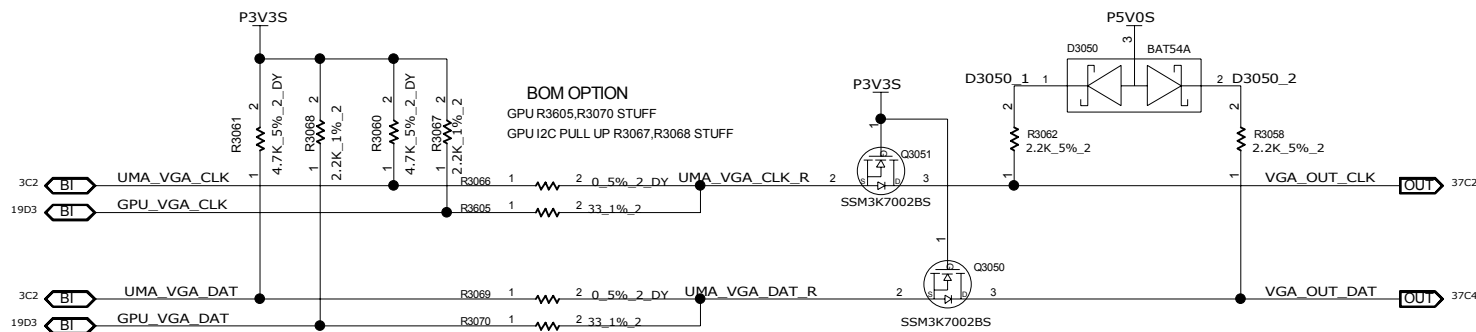 P3V3S
P5V0S
3
D3050
BAT54A
D3050_1
1
2
D3050_2
P3V3S
BOM OPTION
GPU R3605,R3070 STUFF
GPU I2C PULL UP R3067,R3068 STUFF
R3061
1
2
4.7K_5%_2_DY
R3068
1
2
2.2K_1%_2
R3060
1
2
4.7K_5%_2_DY
R3067
1
2
2.2K_1%_2
R3062
2.2K_5%_2
2
1
R3058
2.2K_5%_2
2
1
3C2
BI
UMA_VGA_CLK
R3066
1
2
0_5%_2_DY
UMA_VGA_CLK_R
2
1
G
S
D
Q3051
3
SSM3K7002BS
VGA_OUT_CLK
OUT
37C2
19D3
BI
GPU_VGA_CLK
R3605
1
2
33_1%_2
3C2
BI
UMA_VGA_DAT
R3069
1
2
0_5%_2_DY
UMA_VGA_DAT_R
2
1
G
S
D
Q3050
3
SSM3K7002BS
VGA_OUT_DAT
OUT
37C4
19D3
BI
GPU_VGA_DAT
R3070
1
2
33_1%_2